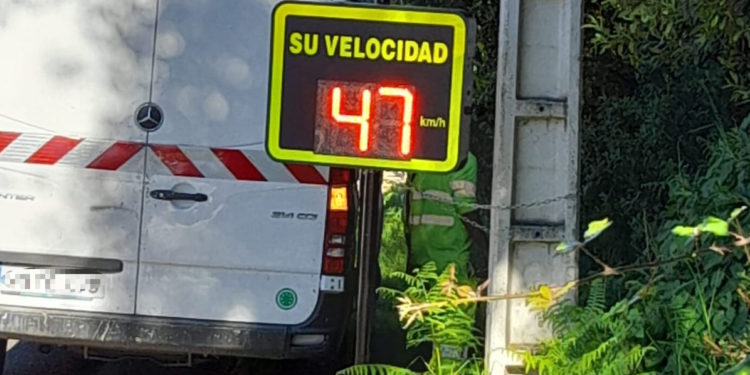 SU VELOCIDAD
47 km/h
314 CDI